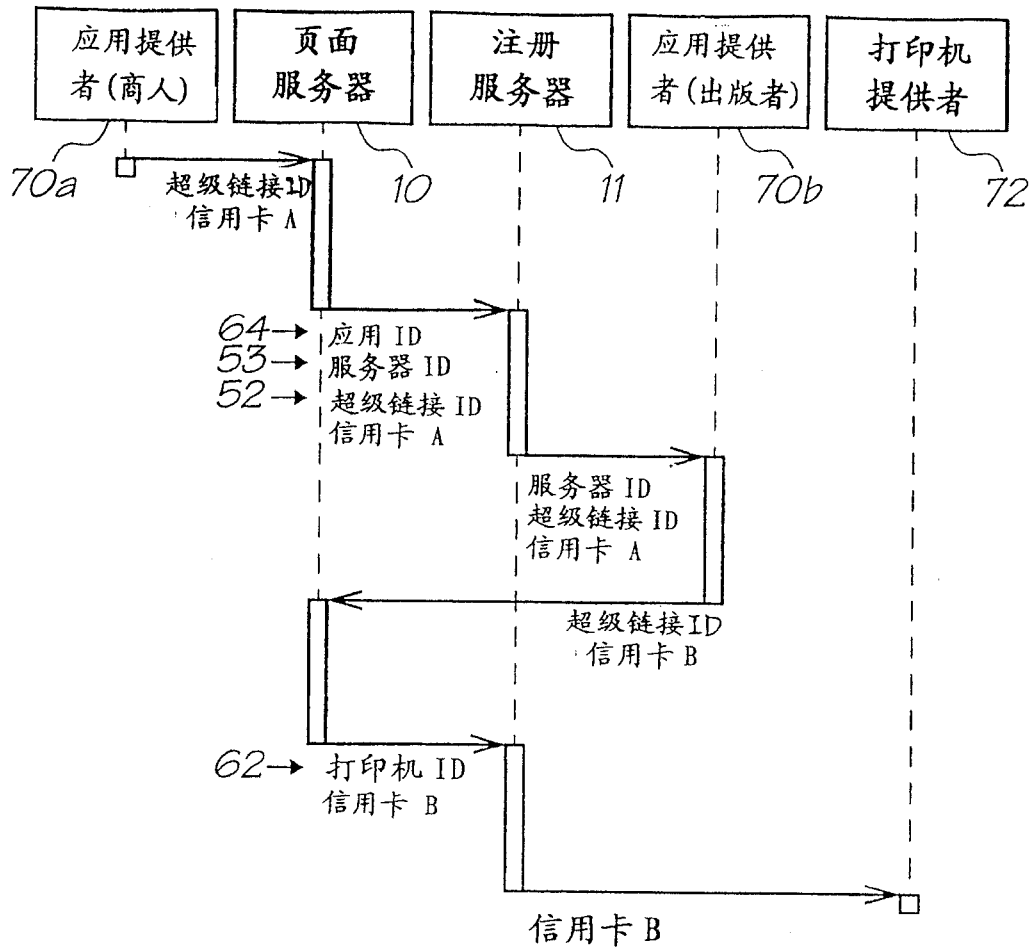 应用提供
者(商人)
页面
服务器
注册
服务器
应用提供
者(出版者)
打印机
提供者
70a
10
11
70b
72
超级链接ID
信用卡 A
64
应用 ID
53
服务器 ID
52
超级链接 ID
信用卡 A
服务器 ID
超级链接 ID
信用卡 A
超级链接ID
信用卡 B
62
打印机 ID
信用卡 B
信用卡 B